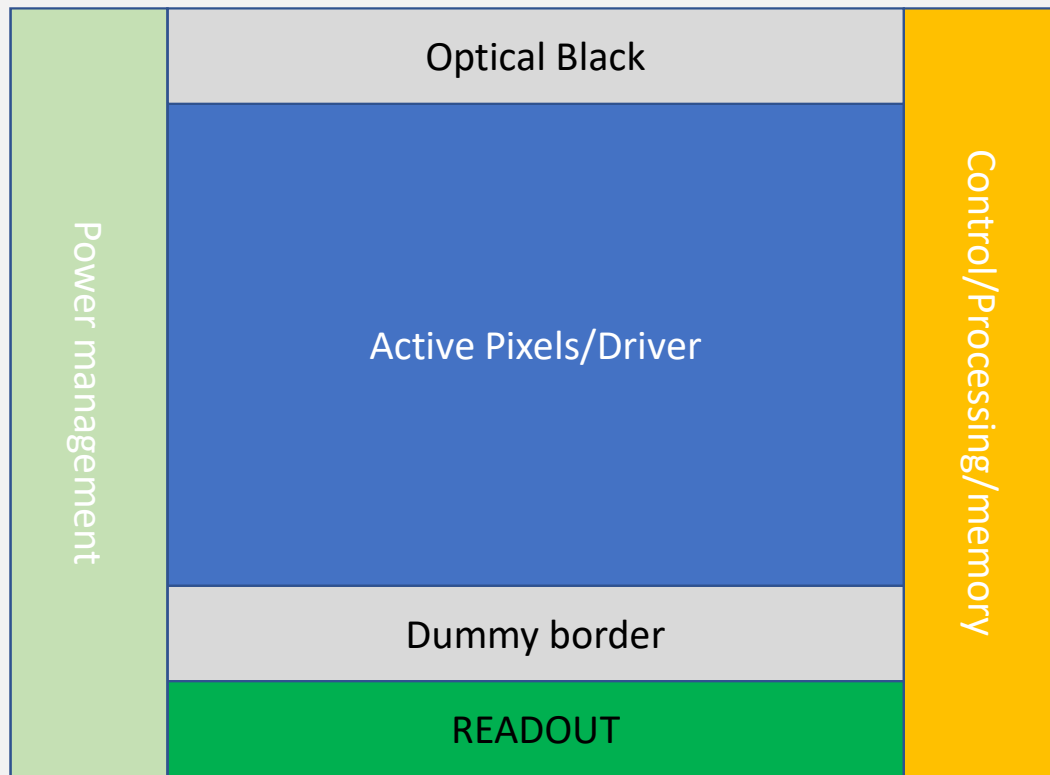 Optical Black
Power management
Active Pixels/Driver
Control/Processing/memory
Dummy border
READOUT